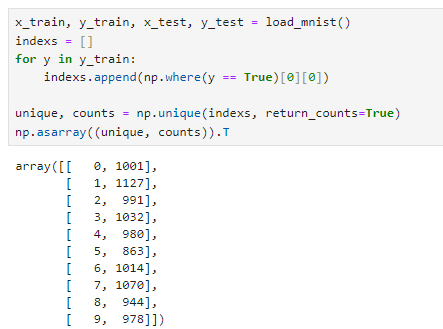 x_train, y_train, x_test, y_test = load_mnist()
indexs = []
for y in y_train:
    indexs.append(np.where(y == True)[0][0])

unique, counts = np.unique(indexs, return_counts=True)
np.asarray((unique, counts)).T
array([[   0, 1001],
       [   1, 1127],
       [   2,  991],
       [   3, 1032],
       [   4,  980],
       [   5,  863],
       [   6, 1014],
       [   7, 1070],
       [   8,  944],
       [   9,  978]])